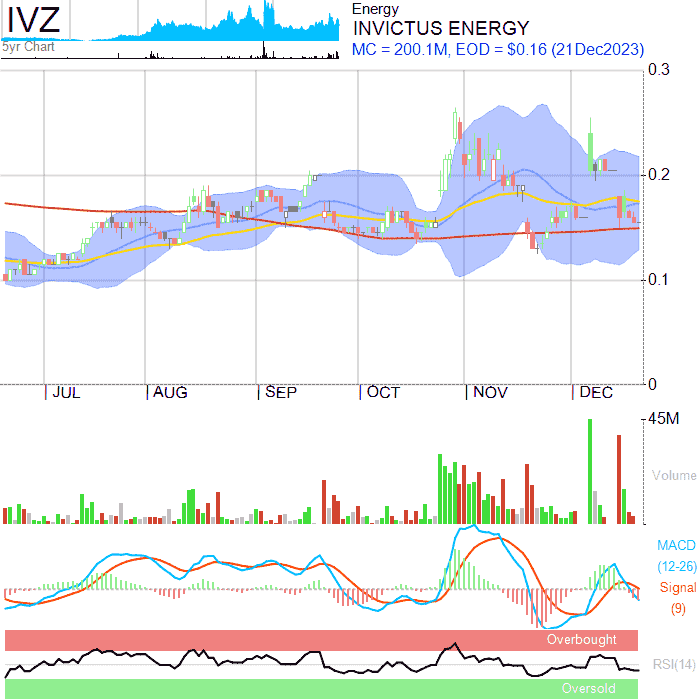 IVZ
5yr Chart
Energy
INVICTUS ENERGY
MC = 200.1M, EOD = $0.16 (21Dec2023)
0.3
0.2
0.1
0
JUL AUG SEP OCT NOV DEC
45M
Volume
MACD
(12-26)
Signal
(9)
Overbought
RSI(14)
Oversold